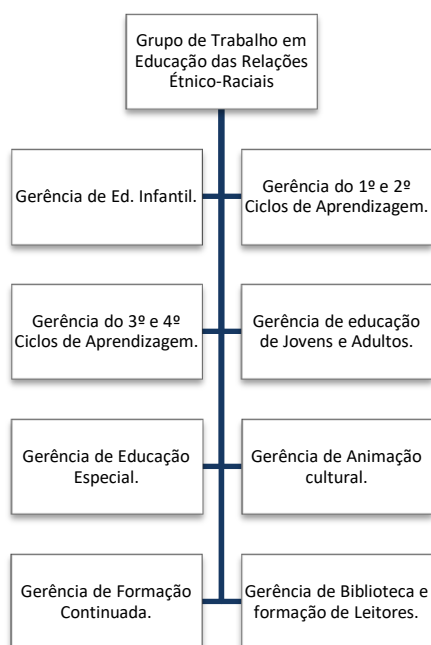 Grupo de Trabalho em
Educação das Relações
Étnico-Raciais
Gerência de Ed. Infantil.
Gerência do 1º e 2º
Ciclos de Aprendizagem.
Gerência do 3º e 4º
Ciclos de Aprendizagem.
Gerência de educação
de Jovens e Adultos.
Gerência de Educação
Especial.
Gerência de Animação
cultural.
Gerência de Formação
Continuada.
Gerência de Biblioteca e
formação de Leitores.